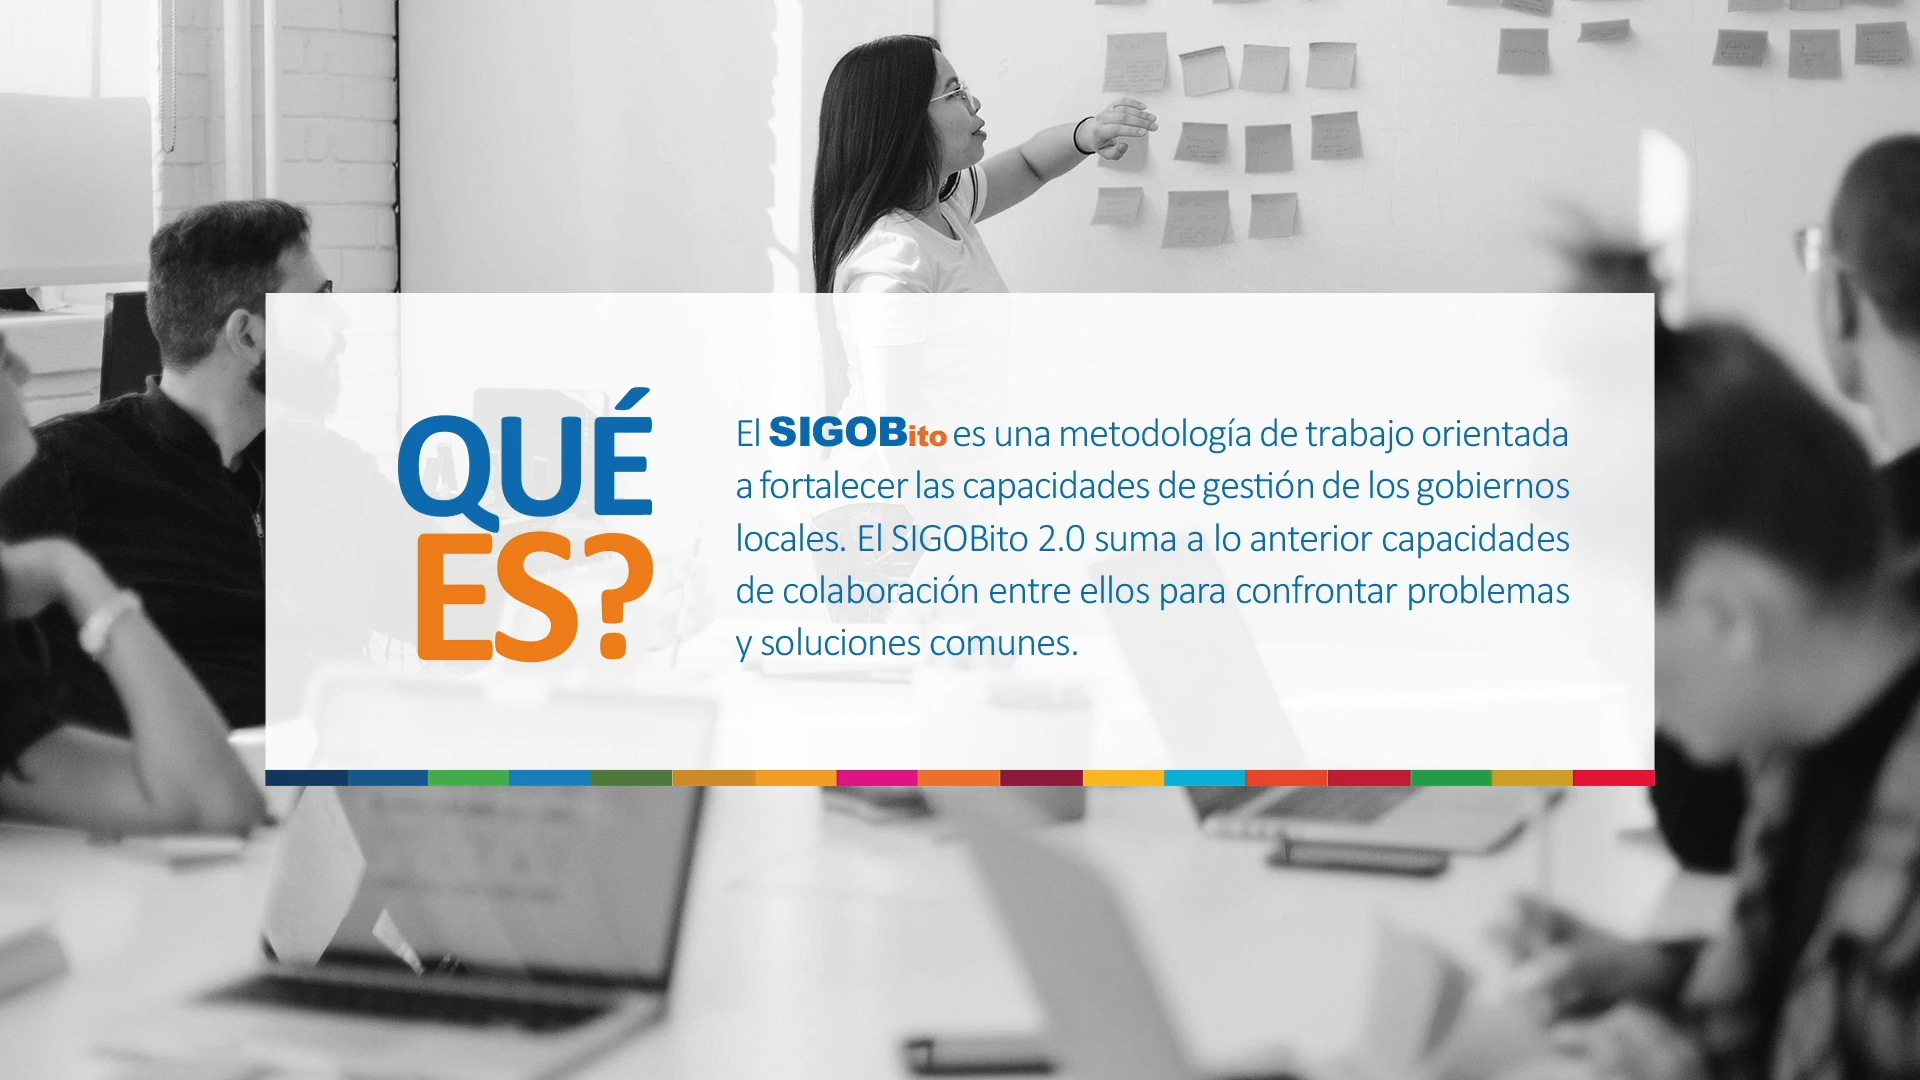 QUÉ
ES?
El SIGOBito es una metodología de trabajo orientada
a fortalecer las capacidades de gestión de los gobiernos
locales. El SIGOBito 2.0 suma a lo anterior capacidades
de colaboración entre ellos para confrontar problemas
y soluciones comunes.